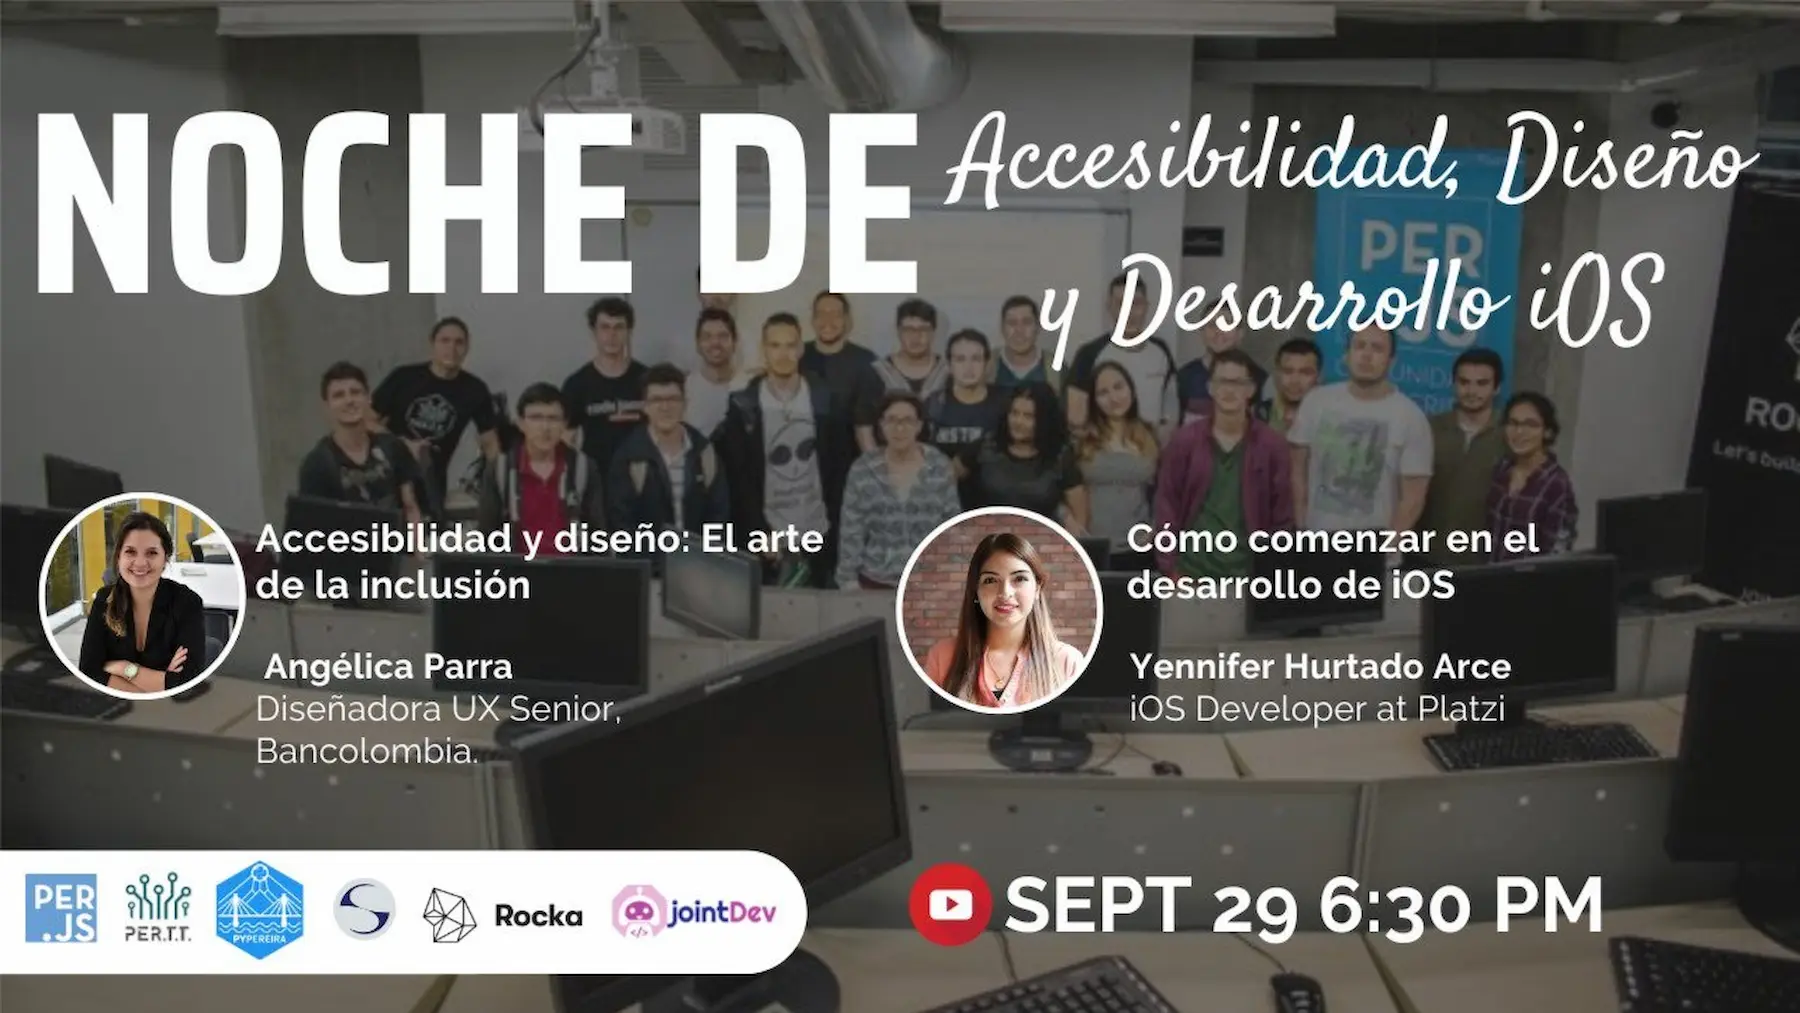 NOCHE DE
Accesibilidad, Diseño
y Desarrollo iOS
PER
JS
Accesibilidad y diseño: El arte
de la inclusión
Angélica Parra
Diseñadora UX Senior,
Bancolombia.
Cómo comenzar en el
desarrollo de iOS
Yennifer Hurtado Arce
iOS Developer at Platzi
PER
.JS
PER.T.T.
PYPEREIRA
S
Rocka
jointDev
SEPT 29 6:30 PM